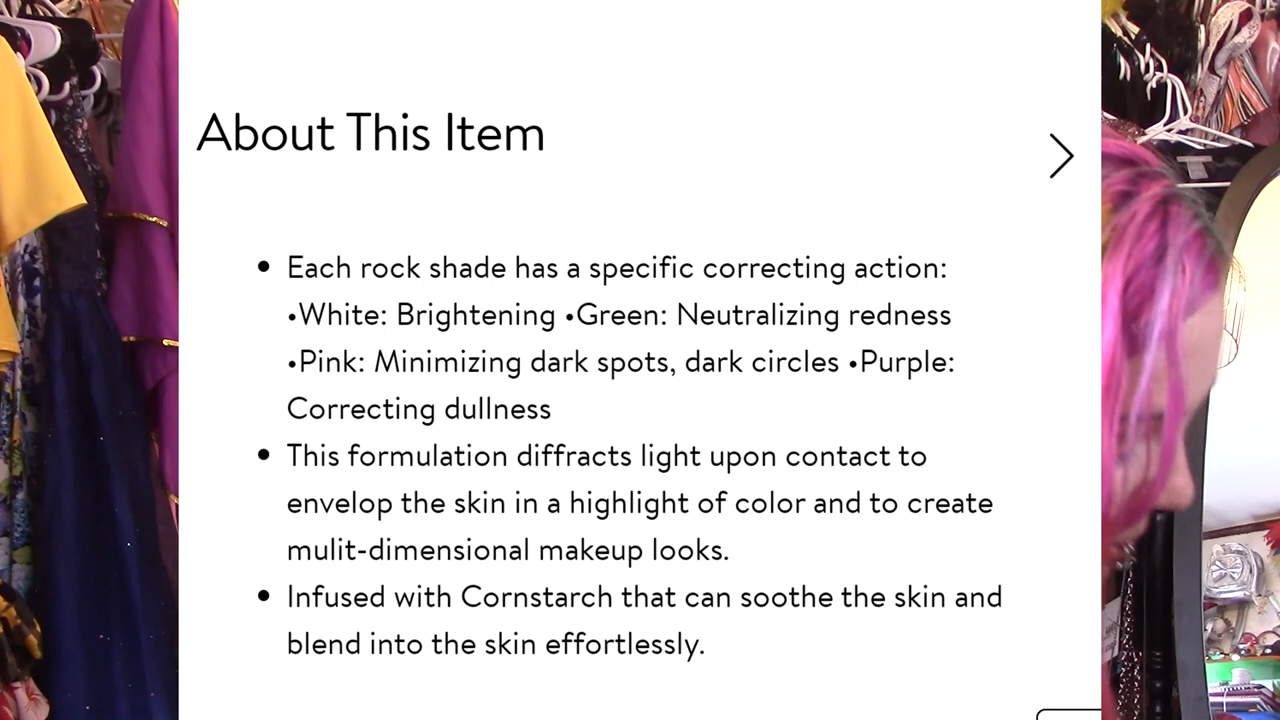 About This Item
• Each rock shade has a specific correcting action:
•White: Brightening •Green: Neutralizing redness
•Pink: Minimizing dark spots, dark circles •Purple:
Correcting dullness
• This formulation diffracts light upon contact to
envelop the skin in a highlight of color and to create
mulit-dimensional makeup looks.
• Infused with Cornstarch that can soothe the skin and
blend into the skin effortlessly.